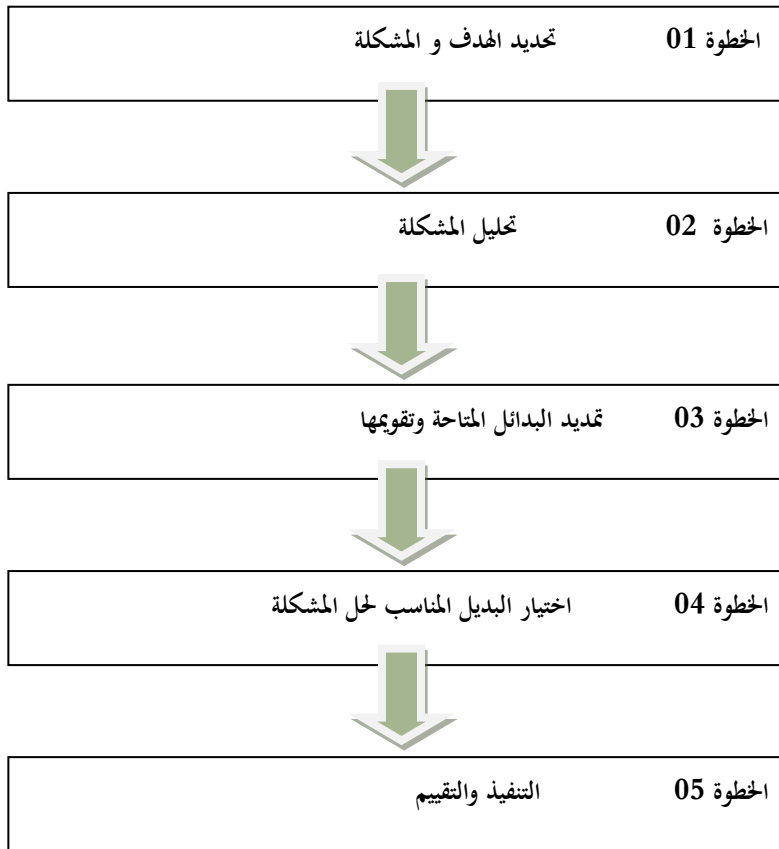 الخطوة 01 تحديد الهدف و المشكلة
الخطوة 02 تحليل المشكلة
الخطوة 03 تمديد البدائل المتاحة وتقويمها
الخطوة 04 اختيار البديل المناسب لحل المشكلة
الخطوة 05 التنفيذ والتقييم